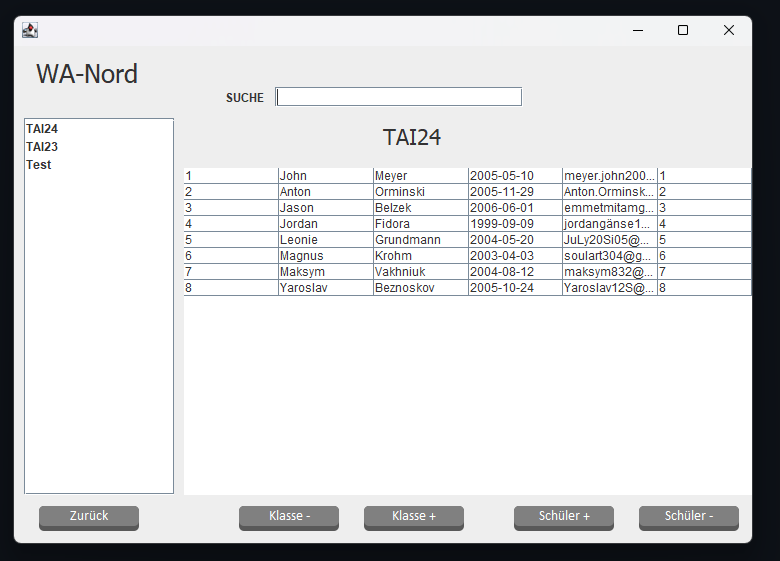 WA-Nord
SUCHE
TAI24
TAI23
Test
TAI24
1 John Meyer 2005-05-10 meyer.john200... 1
2 Anton Orminski 2005-11-29 Anton.Orminsk... 2
3 Jason Belzek 2006-06-01 emmetmitamg... 3
4 Jordan Fidora 1999-09-09 jordangänse1... 4
5 Leonie Grundmann 2004-05-20 JuLy20Si05@... 5
6 Magnus Krohm 2003-04-03 soulart304@g... 6
7 Maksym Vakhniuk 2004-08-12 maksym832@... 7
8 Yaroslav Beznoskov 2005-10-24 Yaroslav12S@... 8
Zurück Klasse - Klasse + Schüler + Schüler -